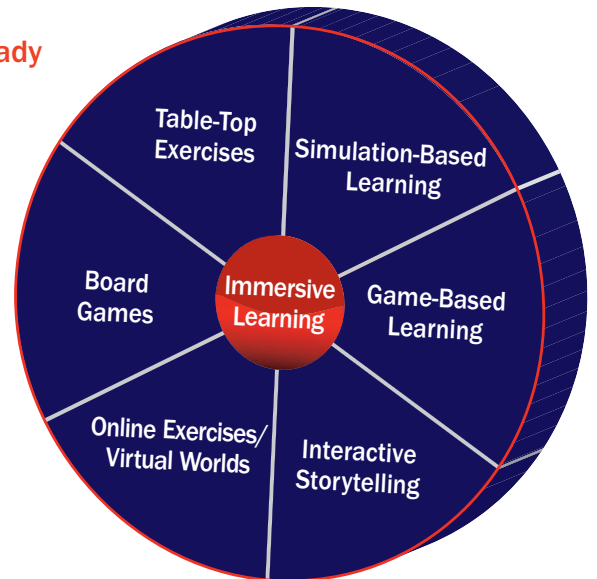 ady
Table-Top
Exercises
Simulation-Based
Learning
Board
Games
Immersive
Learning
Game-Based
Learning
Online Exercises/
Virtual Worlds
Interactive
Storytelling